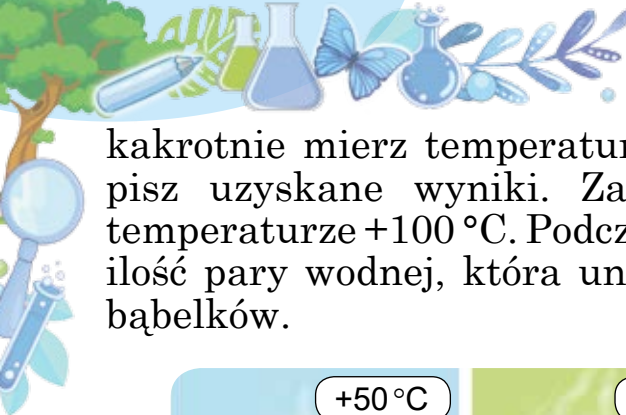 kakrotnie mierz temperatur
pisz uzyskane wyniki. Za
temperaturze +100 °C. Podcz
ilość pary wodnej, która un
bąbelków.
+50 °C